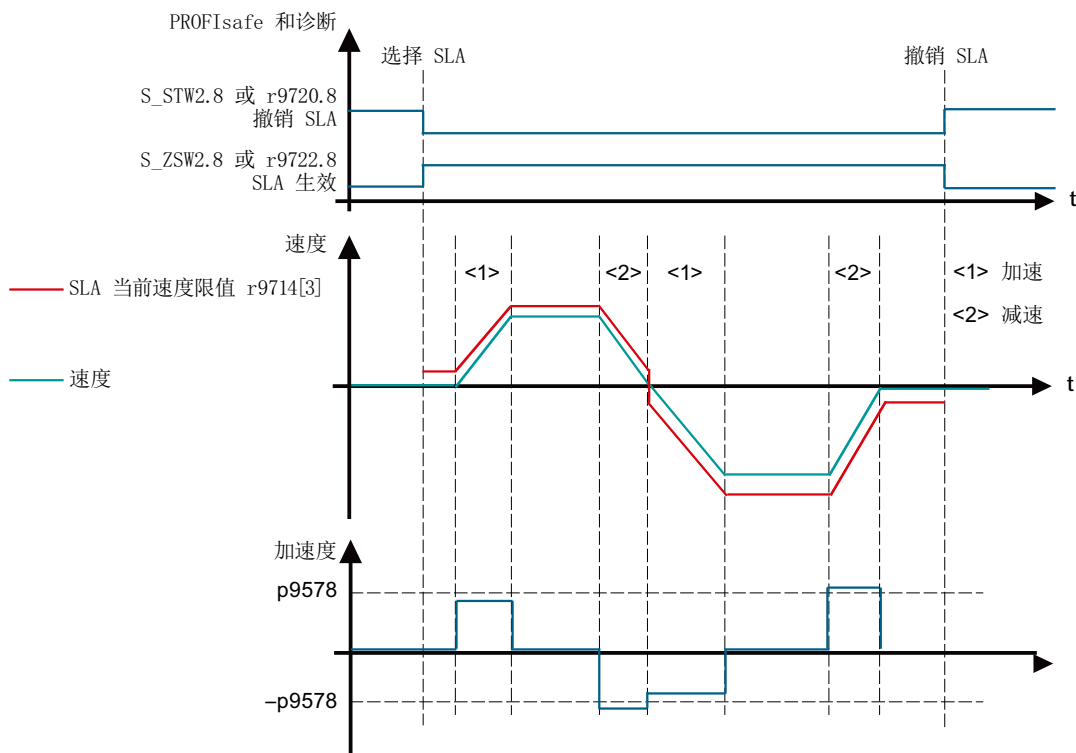 PROFIsafe 和诊断
选择 SLA
撤销 SLA
S_STW2.8 或 r9720.8
撤销 SLA
S_ZSW2.8 或 r9722.8
SLA 生效
t
速度
<1>
<2>
<1>
<2>
<1> 加速
SLA 当前速度限值 r9714[3]
<2> 减速
速度
t
加速度
p9578
–p9578